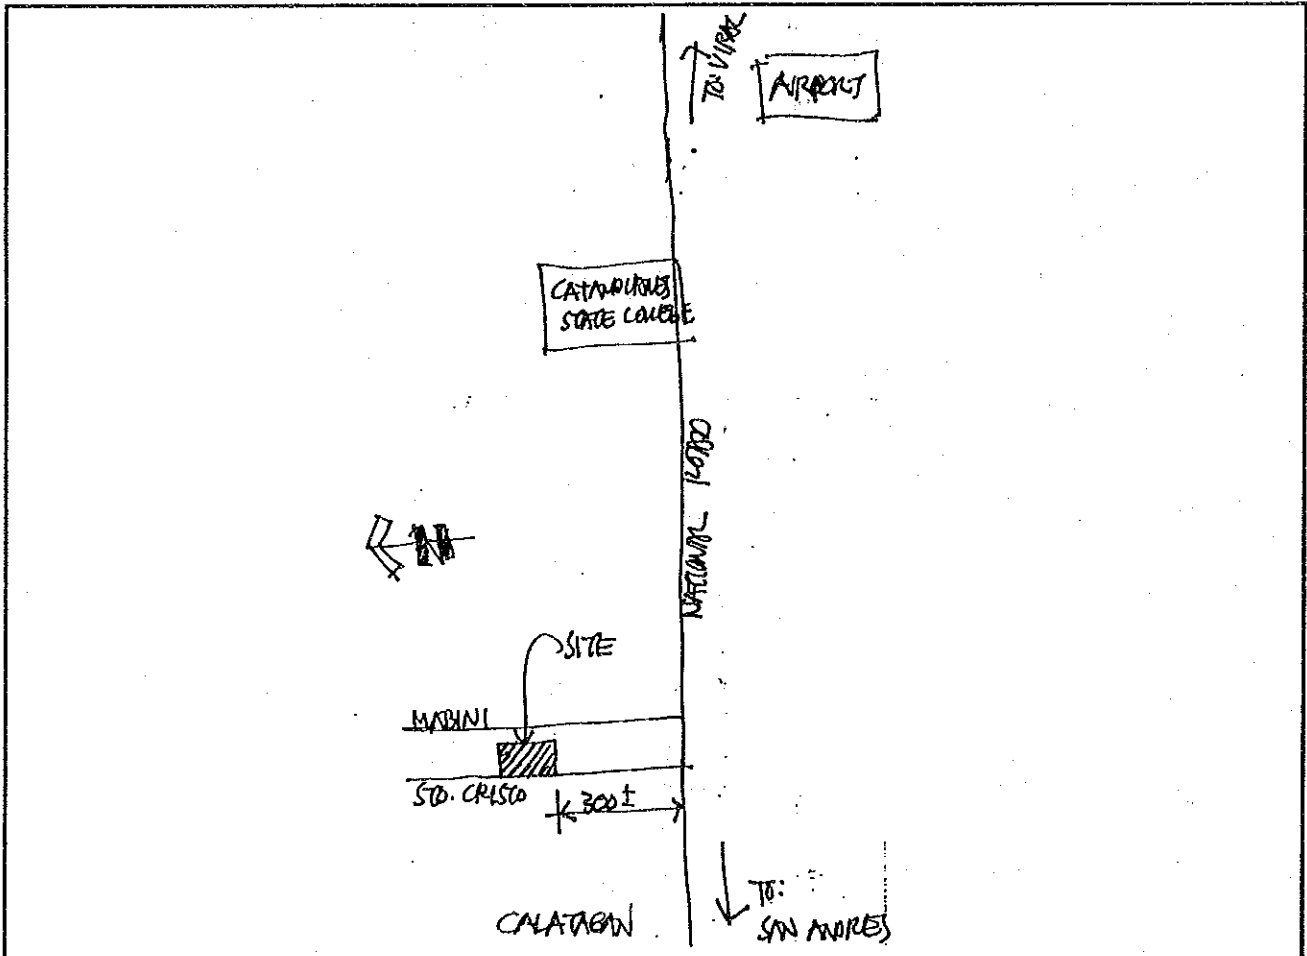 TO: VIRAC
AIRPORT
CATANDUANES
STATE COLLEGE
NATIONAL ROAD
N
SITE
MABINI
STO. CRISTO
300±
TO:
SAN ANDRES
CALATAGAN